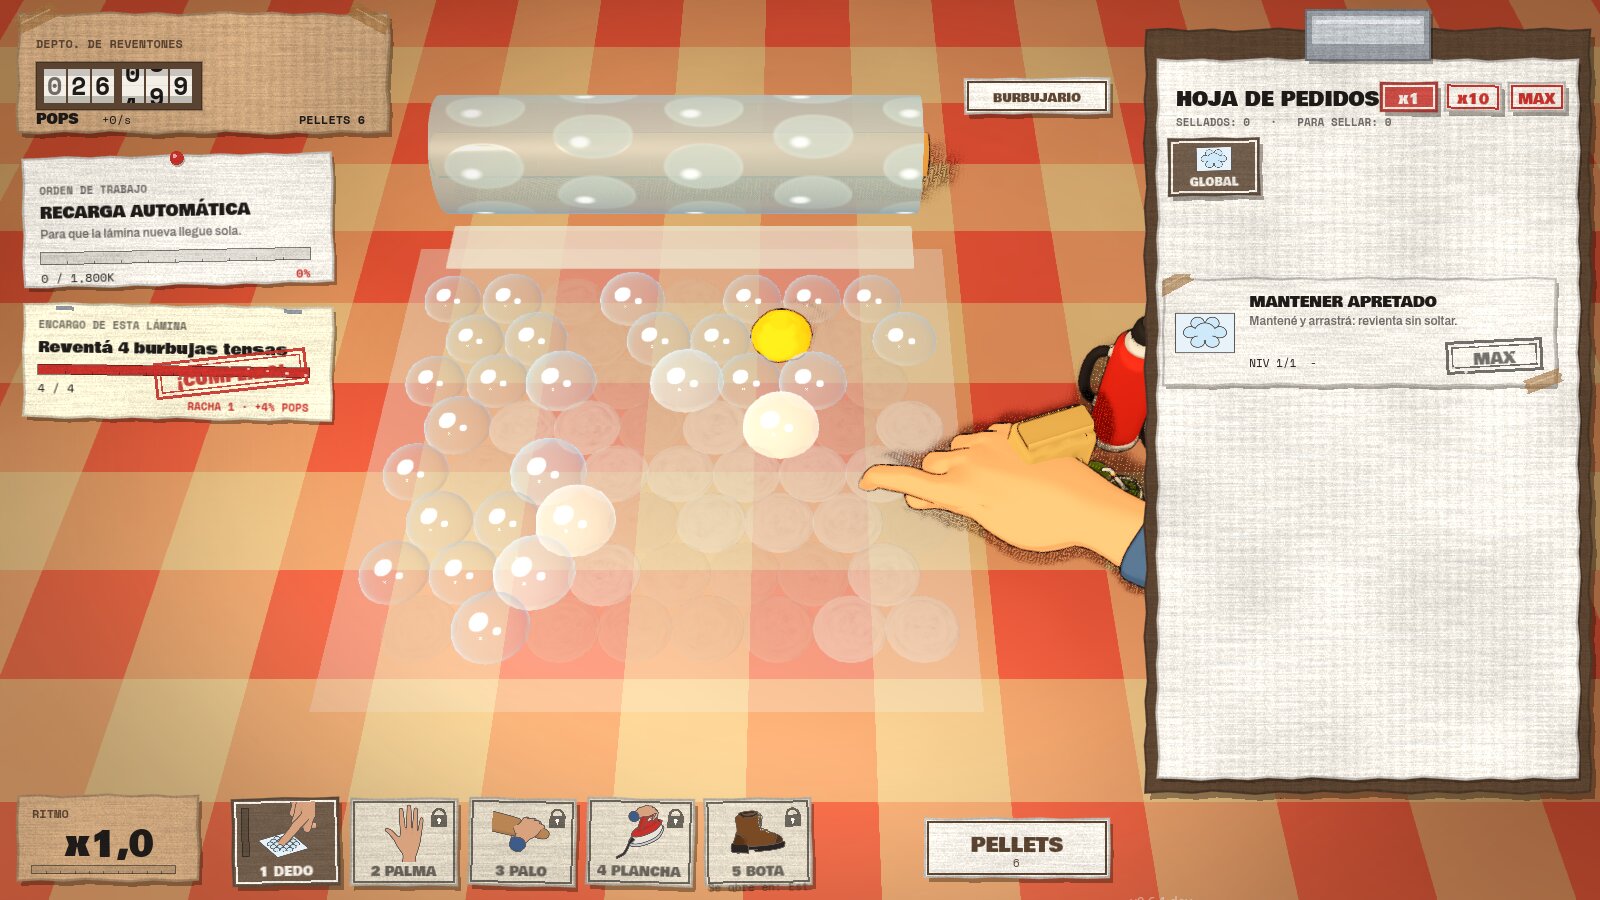 DEPTO. DE REVENTONES
POPS +0/s PELLETS 6
ORDEN DE TRABAJO
RECARGA AUTOMÁTICA
Para que la lámina nueva llegue sola.
0 / 1.800K 0%
ENCARGO DE ESTA LÁMINA
Reventá 4 burbujas tensas
4 / 4
RACHA 1 · +4% POPS
BURBUJARIO
HOJA DE PEDIDOS x1 x10 MAX
SELLADOS: 0 · PARA SELLAR: 0
GLOBAL
MANTENER APRETADO
Mantené y arrastrá: revienta sin soltar.
NIV 1/1 -
MAX
RITMO
x1,0
1 DEDO
2 PALMA
3 PALO
4 PLANCHA
5 BOTA
Se abre en: Est
PELLETS
6